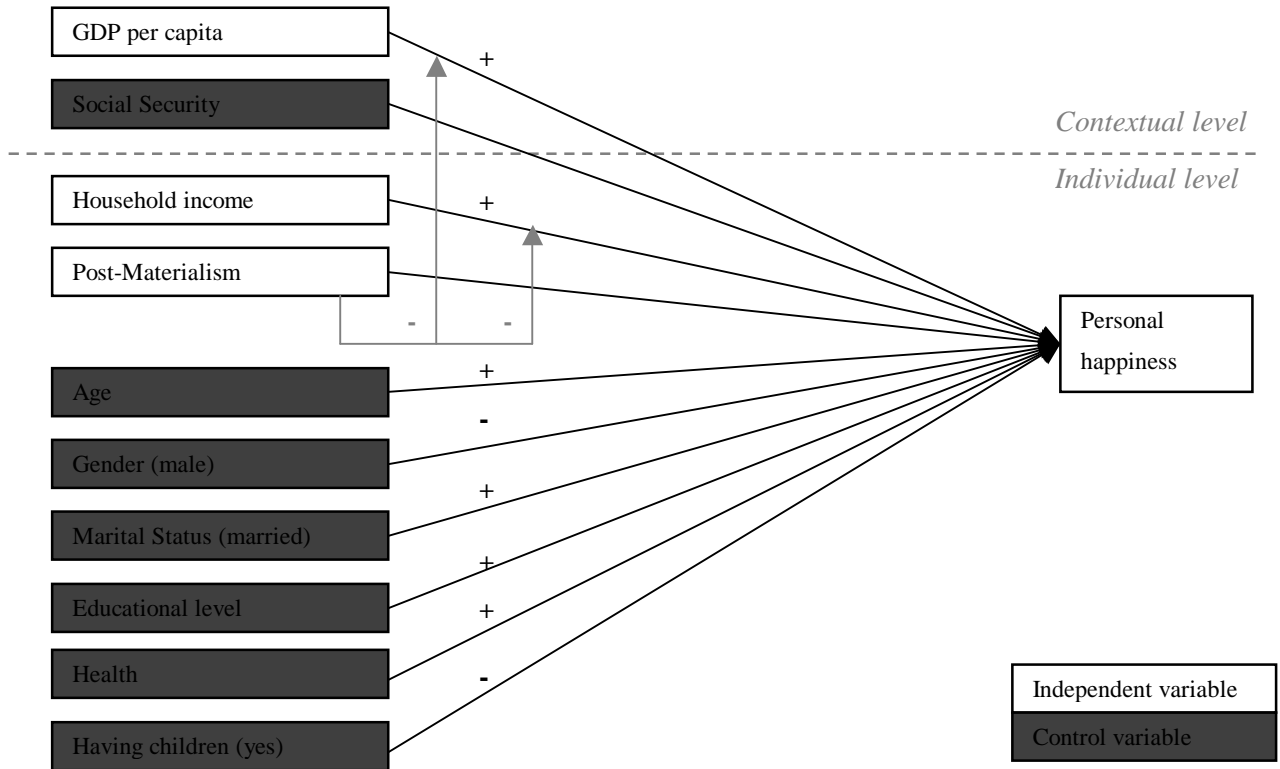 GDP per capita
+
Social Security
Contextual level
Individual level
Household income
+
Post-Materialism
- -
Personal
happiness
+
Age
-
Gender (male)
+
Marital Status (married)
+
Educational level
+
Health
-
Independent variable
Having children (yes)
Control variable